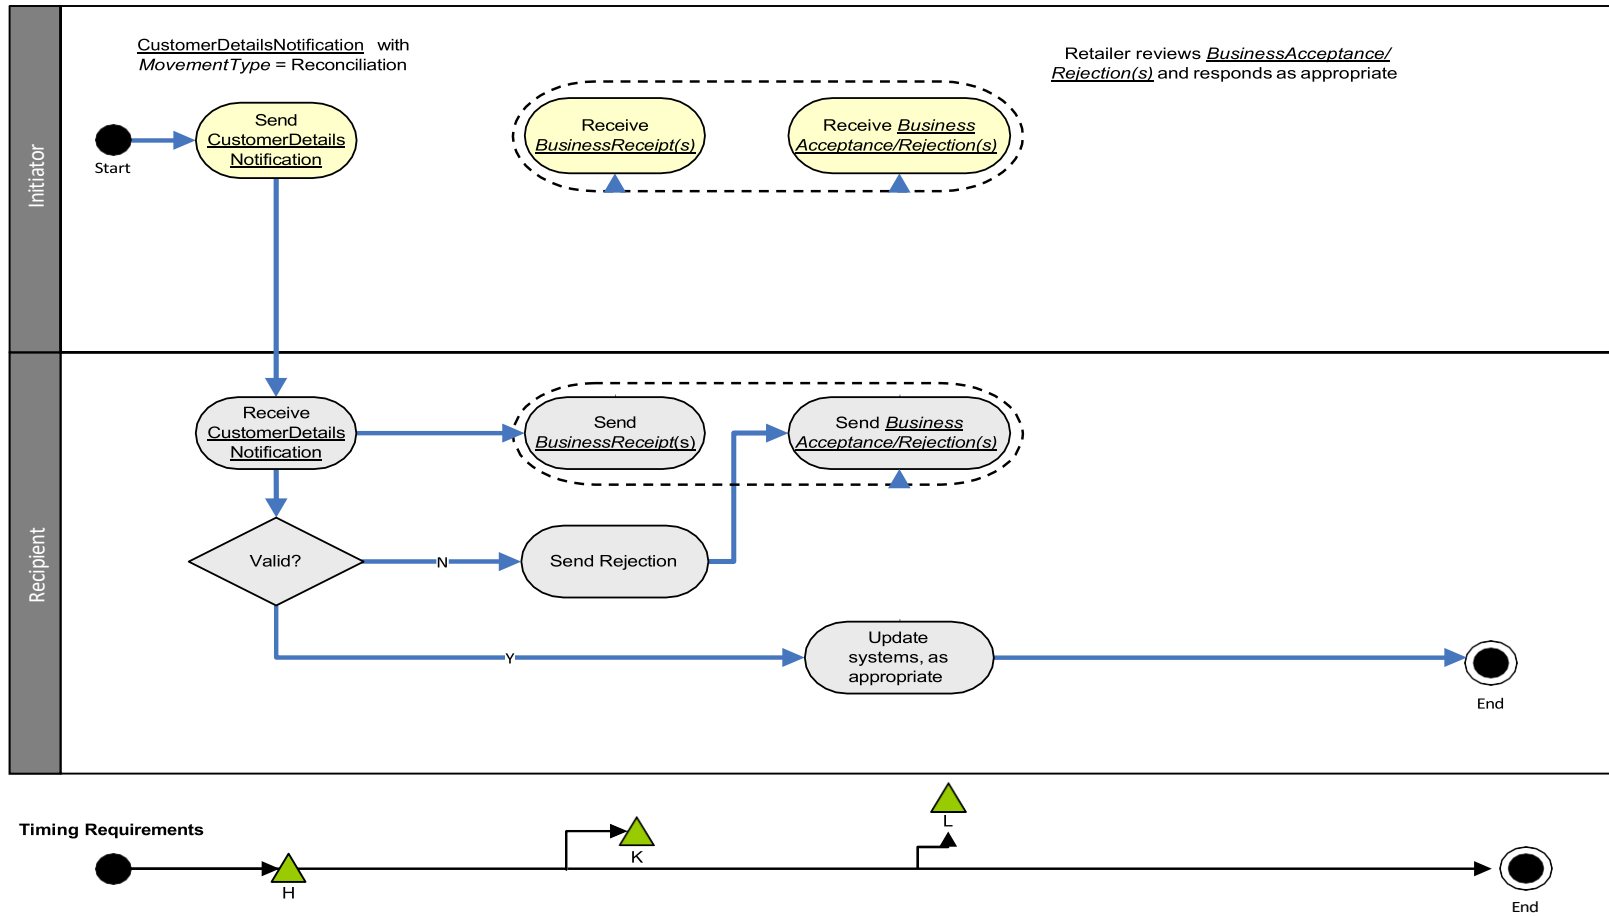 Initiator
CustomerDetailsNotification with
MovementType = Reconciliation
Retailer reviews BusinessAcceptance/
Rejection(s) and responds as appropriate
Start
Send
CustomerDetails
Notification
Receive
BusinessReceipt(s)
Receive Business
Acceptance/Rejection(s)
Recipient
Receive
CustomerDetails
Notification
Send
BusinessReceipt(s)
Send Business
Acceptance/Rejection(s)
Valid?
N
Send Rejection
Y
Update
systems, as
appropriate
End
Timing Requirements
H
K
L
End